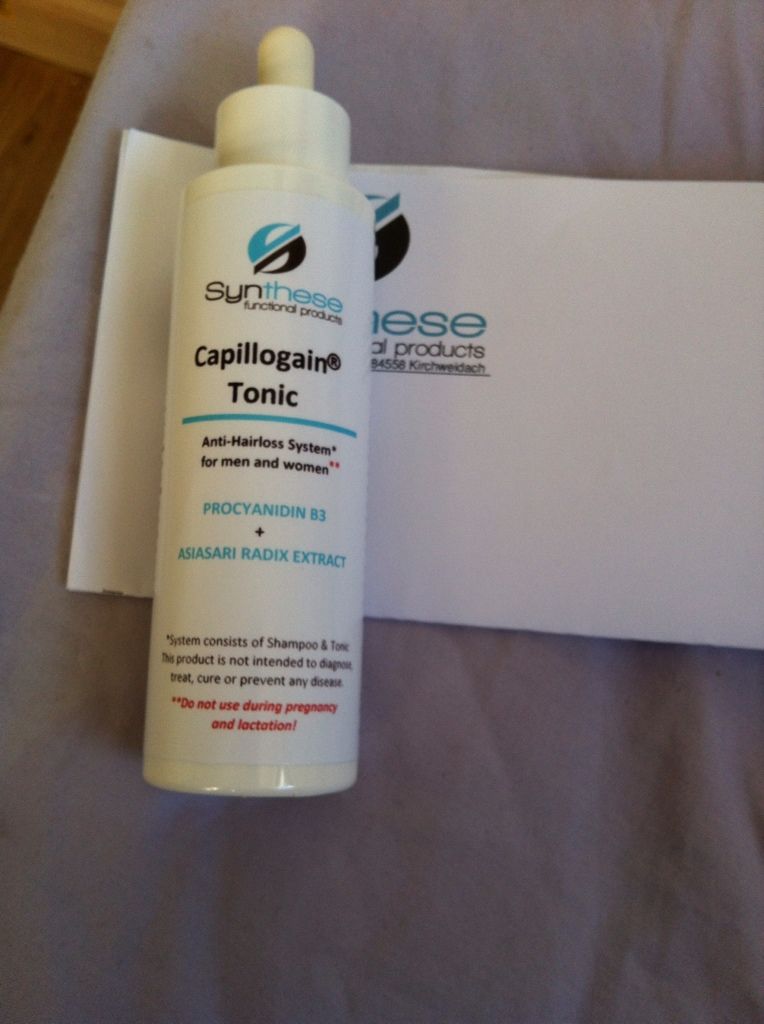 Synthese
functional products
Capillogain®
Tonic
Anti-Hairloss System*
for men and women**
PROCYANIDIN B3
+
ASIASARI RADIX EXTRACT
*System consists of Shampoo & Tonic
This product is not intended to diagnose,
treat, cure or prevent any disease.
**Do not use during pregnancy
and lactation!
hese
al products
84558 Kirchweidach